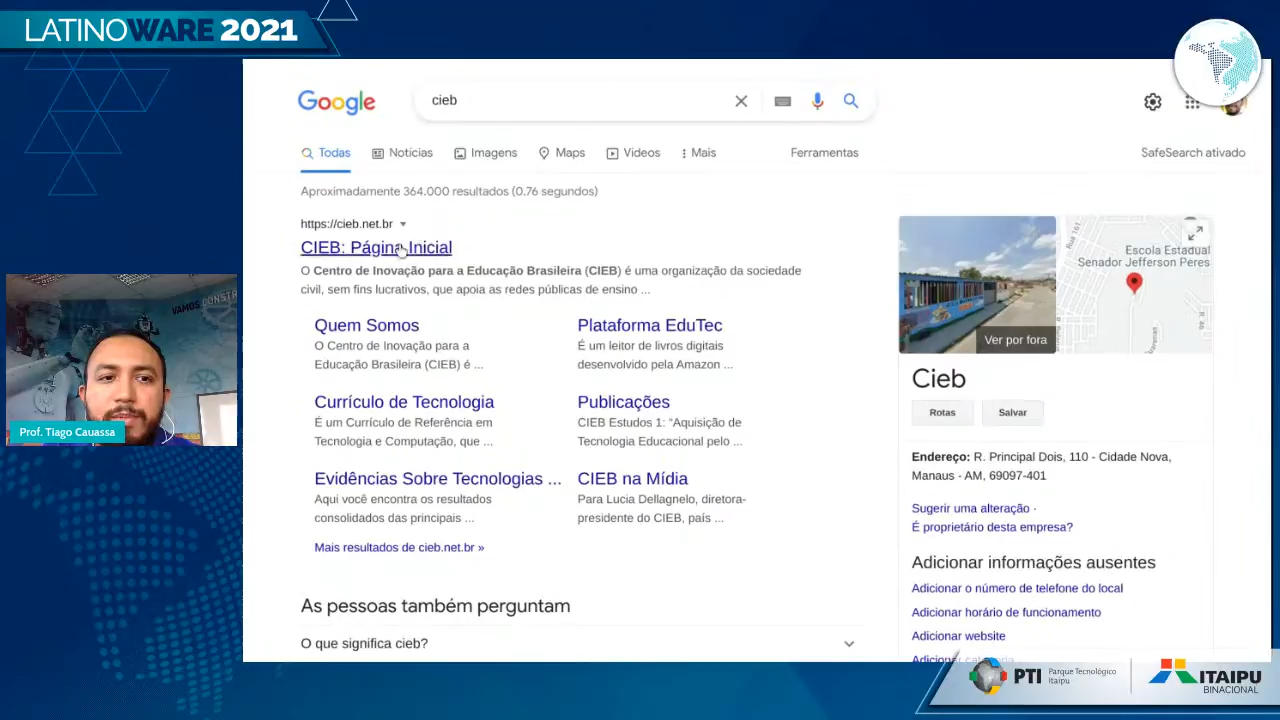 LATINOWARE 2021
Google
cieb
Todas
Notícias
Imagens
Maps
Vídeos
Mais
Ferramentas
SafeSearch ativado
Aproximadamente 364.000 resultados (0.76 segundos)
https://cieb.net.br
CIEB: Página Inicial
O Centro de Inovação para a Educação Brasileira (CIEB) é uma organização da sociedade
civil, sem fins lucrativos, que apoia as redes públicas de ensino ...
Quem Somos
O Centro de Inovação para a
Educação Brasileira (CIEB) é ...
Plataforma EduTec
É um leitor de livros digitais
desenvolvido pela Amazon ...
Currículo de Tecnologia
É um Currículo de Referência em
Tecnologia e Computação, que ...
Publicações
CIEB Estudos 1: “Aquisição de
Tecnologia Educacional pelo ...
Evidências Sobre Tecnologias ...
Aqui você encontra os resultados
consolidados das principais ...
CIEB na Mídia
Para Lucia Dellagnelo, diretora-
presidente do CIEB, país ...
Mais resultados de cieb.net.br »
As pessoas também perguntam
O que significa cieb?
Rua 161
Escola Estadual
Senador Jefferson Peres
Ver por fora
Cieb
Rotas
Salvar
Endereço: R. Principal Dois, 110 - Cidade Nova,
Manaus - AM, 69097-401
Sugerir uma alteração ·
É proprietário desta empresa?
Adicionar informações ausentes
Adicionar o número de telefone do local
Adicionar horário de funcionamento
Adicionar website
Adicionar categoria
VAMOS CONSTR
Prof. Tiago Cauassa
PTI
Parque Tecnológico
Itaipu
ITAIPU
BINACIONAL